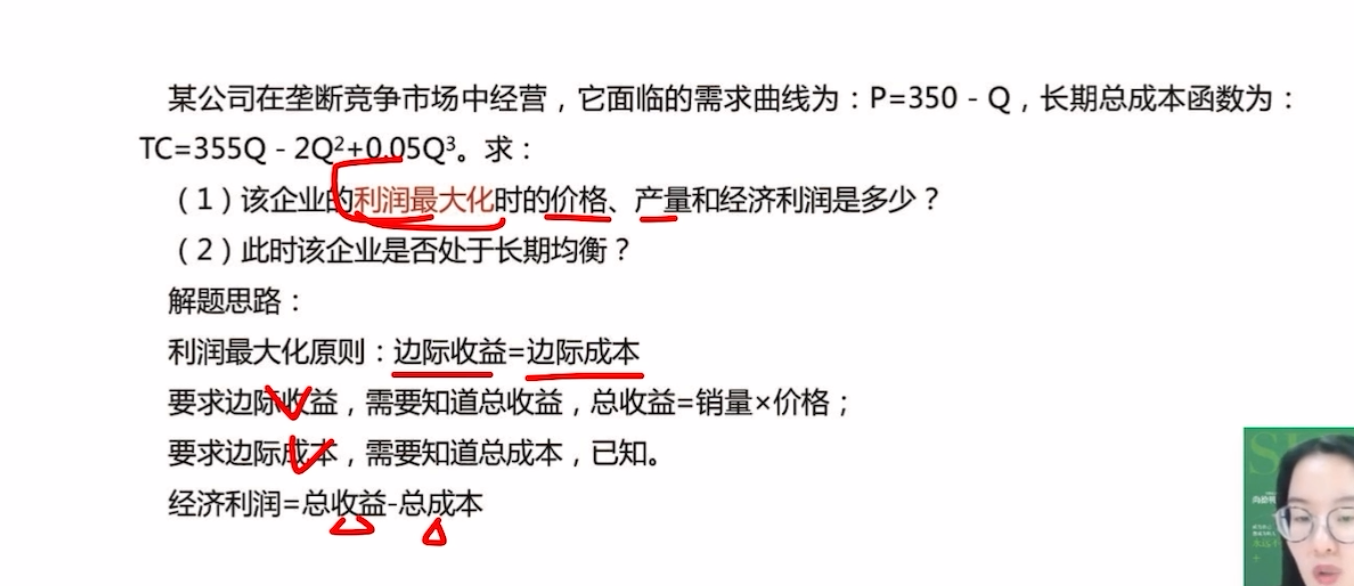 某公司在垄断竞争市场中经营，它面临的需求曲线为：P=350 - Q，长期总成本函数为：
TC=355Q - 2Q²+0.05Q³。求：
（1）该企业的利润最大化时的价格、产量和经济利润是多少？
（2）此时该企业是否处于长期均衡？
解题思路：
利润最大化原则：边际收益=边际成本
要求边际收益，需要知道总收益，总收益=销量×价格；
要求边际成本，需要知道总成本，已知。
经济利润=总收益-总成本